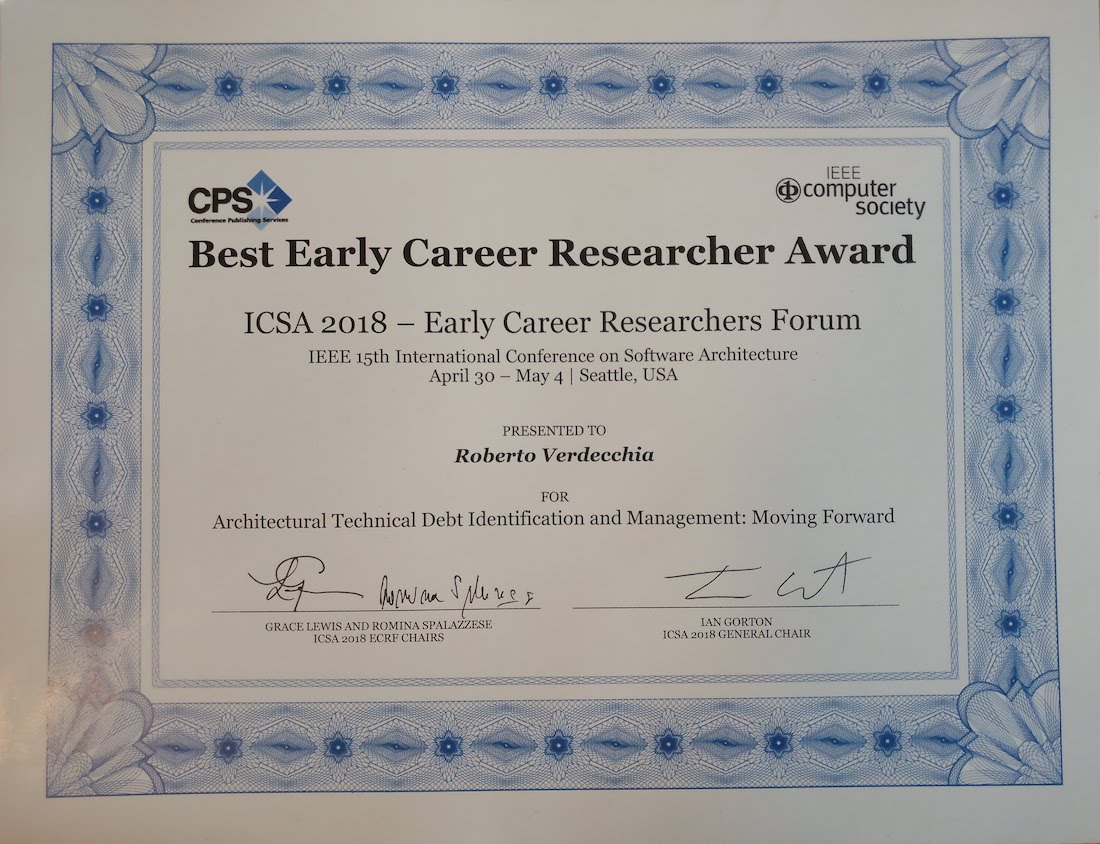 CPS
Conference Publishing Services
IEEE
computer
society
Best Early Career Researcher Award
ICSA 2018 – Early Career Researchers Forum
IEEE 15th International Conference on Software Architecture
April 30 – May 4 | Seattle, USA
PRESENTED TO
Roberto Verdecchia
FOR
Architectural Technical Debt Identification and Management: Moving Forward
GRACE LEWIS AND ROMINA SPALAZZESE
ICSA 2018 ECRF CHAIRS
IAN GORTON
ICSA 2018 GENERAL CHAIR